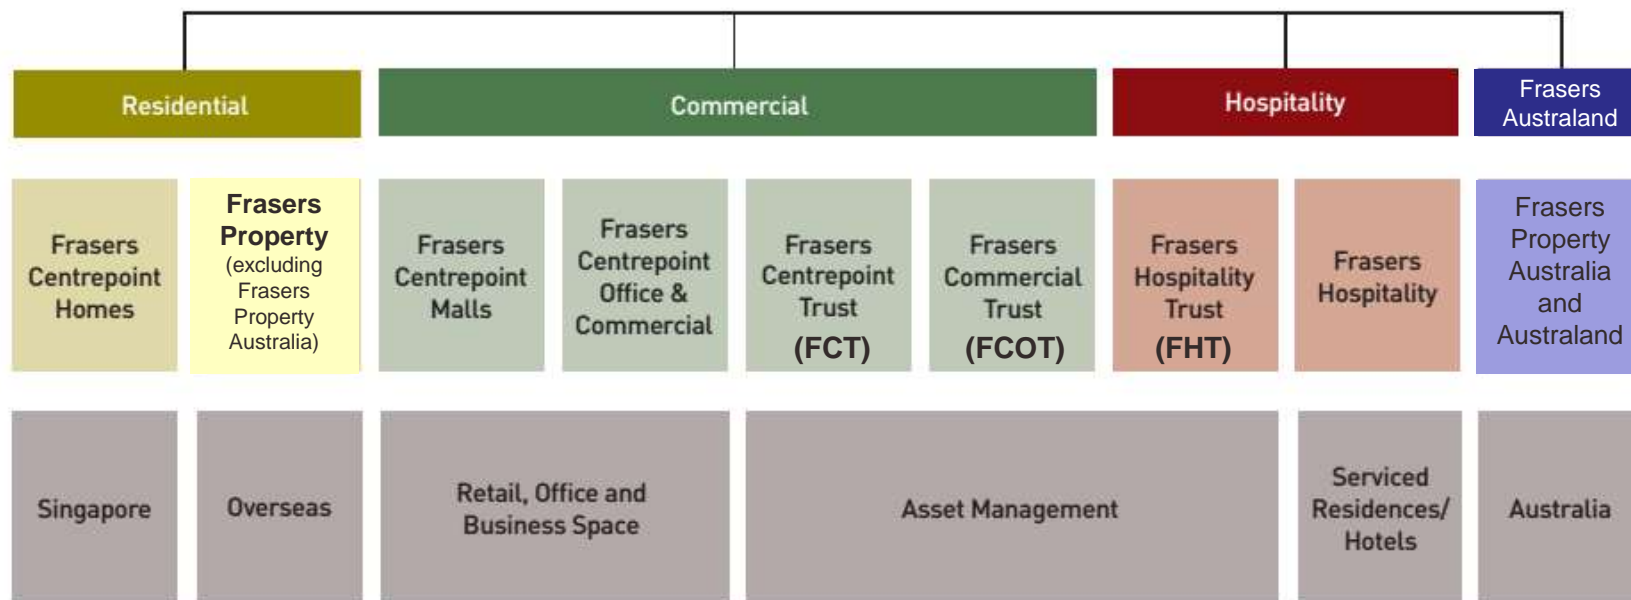 Residential
Commercial
Hospitality
Frasers
Australand
Frasers
Centrepoint
Homes
Frasers
Property
(excluding
Frasers
Property
Australia)
Frasers
Centrepoint
Malls
Frasers
Centrepoint
Office &
Commercial
Frasers
Centrepoint
Trust
(FCT)
Frasers
Commercial
Trust
(FCOT)
Frasers
Hospitality
Trust
(FHT)
Frasers
Hospitality
Frasers
Property
Australia
and
Australand
Singapore
Overseas
Retail, Office and
Business Space
Asset Management
Serviced
Residences/
Hotels
Australia